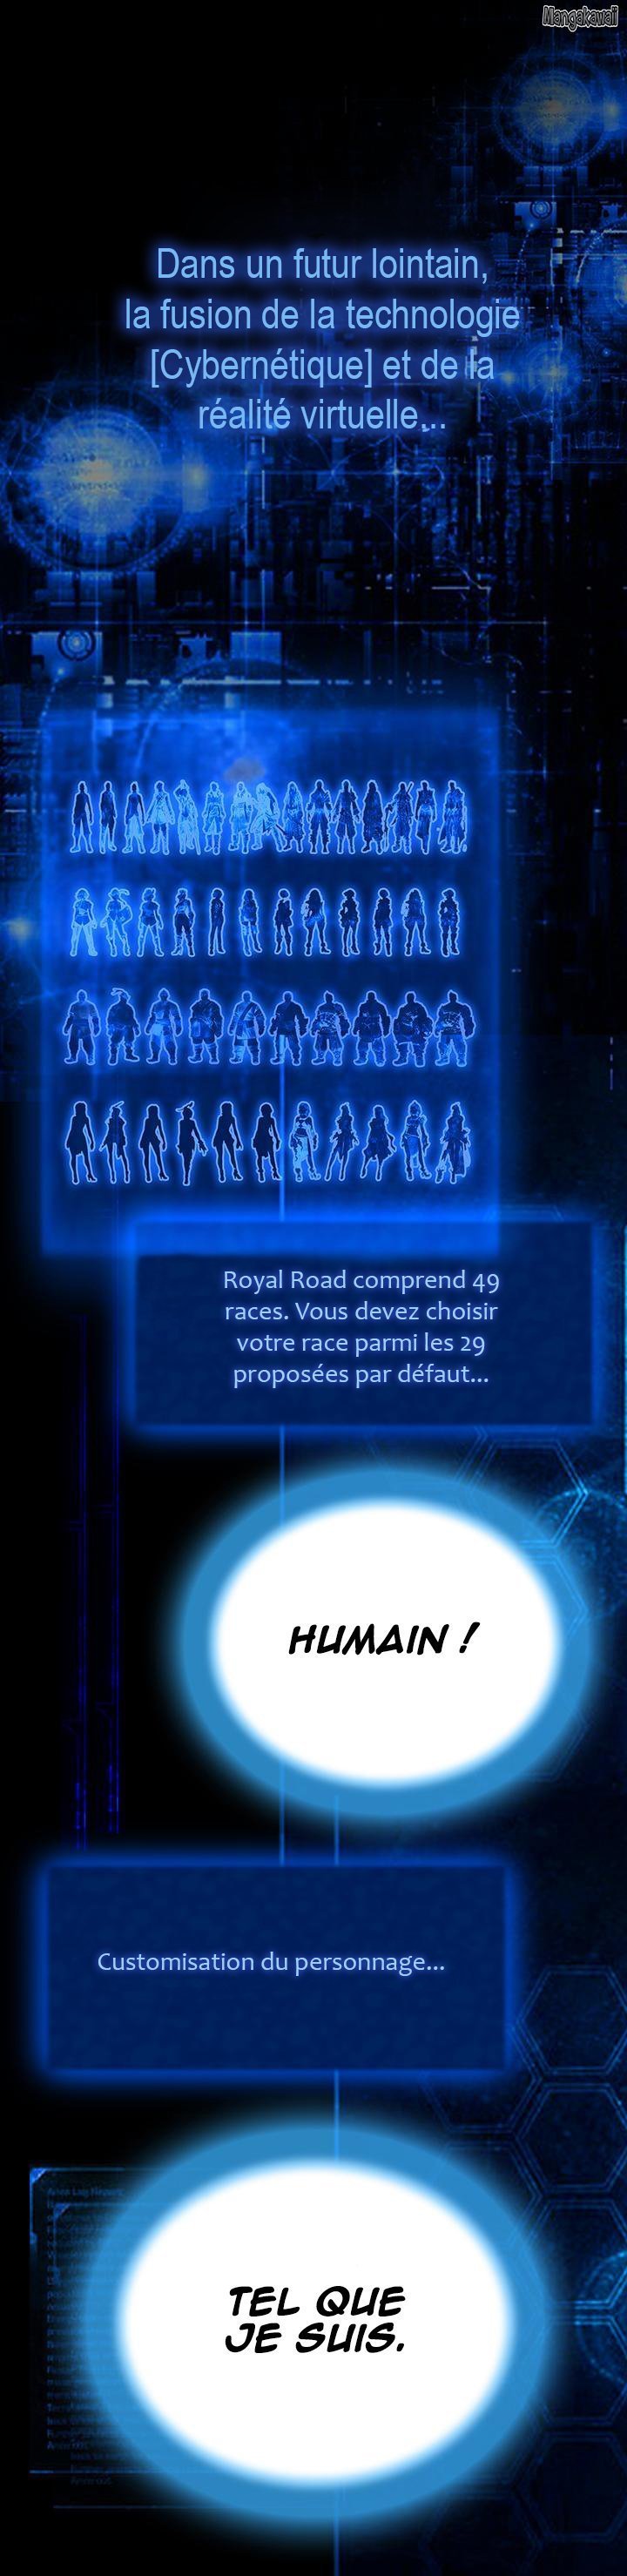 Mangakawaii
Dans un futur lointain,
la fusion de la technologie
[Cybernétique] et de la
réalité virtuelle...
Royal Road comprend 49
races. Vous devez choisir
votre race parmi les 29
proposées par défaut...
HUMAIN !
Customisation du personnage...
TEL QUE
JE SUIS.